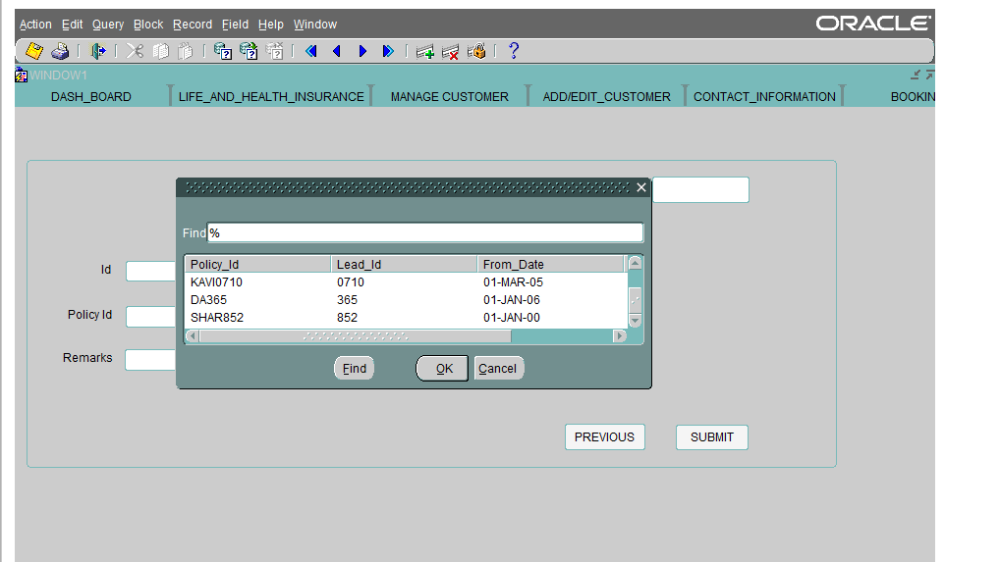 Action Edit Query Block Record Field Help Window ORACLE
WINDOW1
DASH_BOARD LIFE_AND_HEALTH_INSURANCE MANAGE CUSTOMER ADD/EDIT_CUSTOMER CONTACT_INFORMATION BOOKIN
Find %
Policy_Id Lead_Id From_Date
KAVI0710 0710 01-MAR-05
DA365 365 01-JAN-06
SHAR852 852 01-JAN-00
Find OK Cancel
Id
Policy Id
Remarks
PREVIOUS SUBMIT